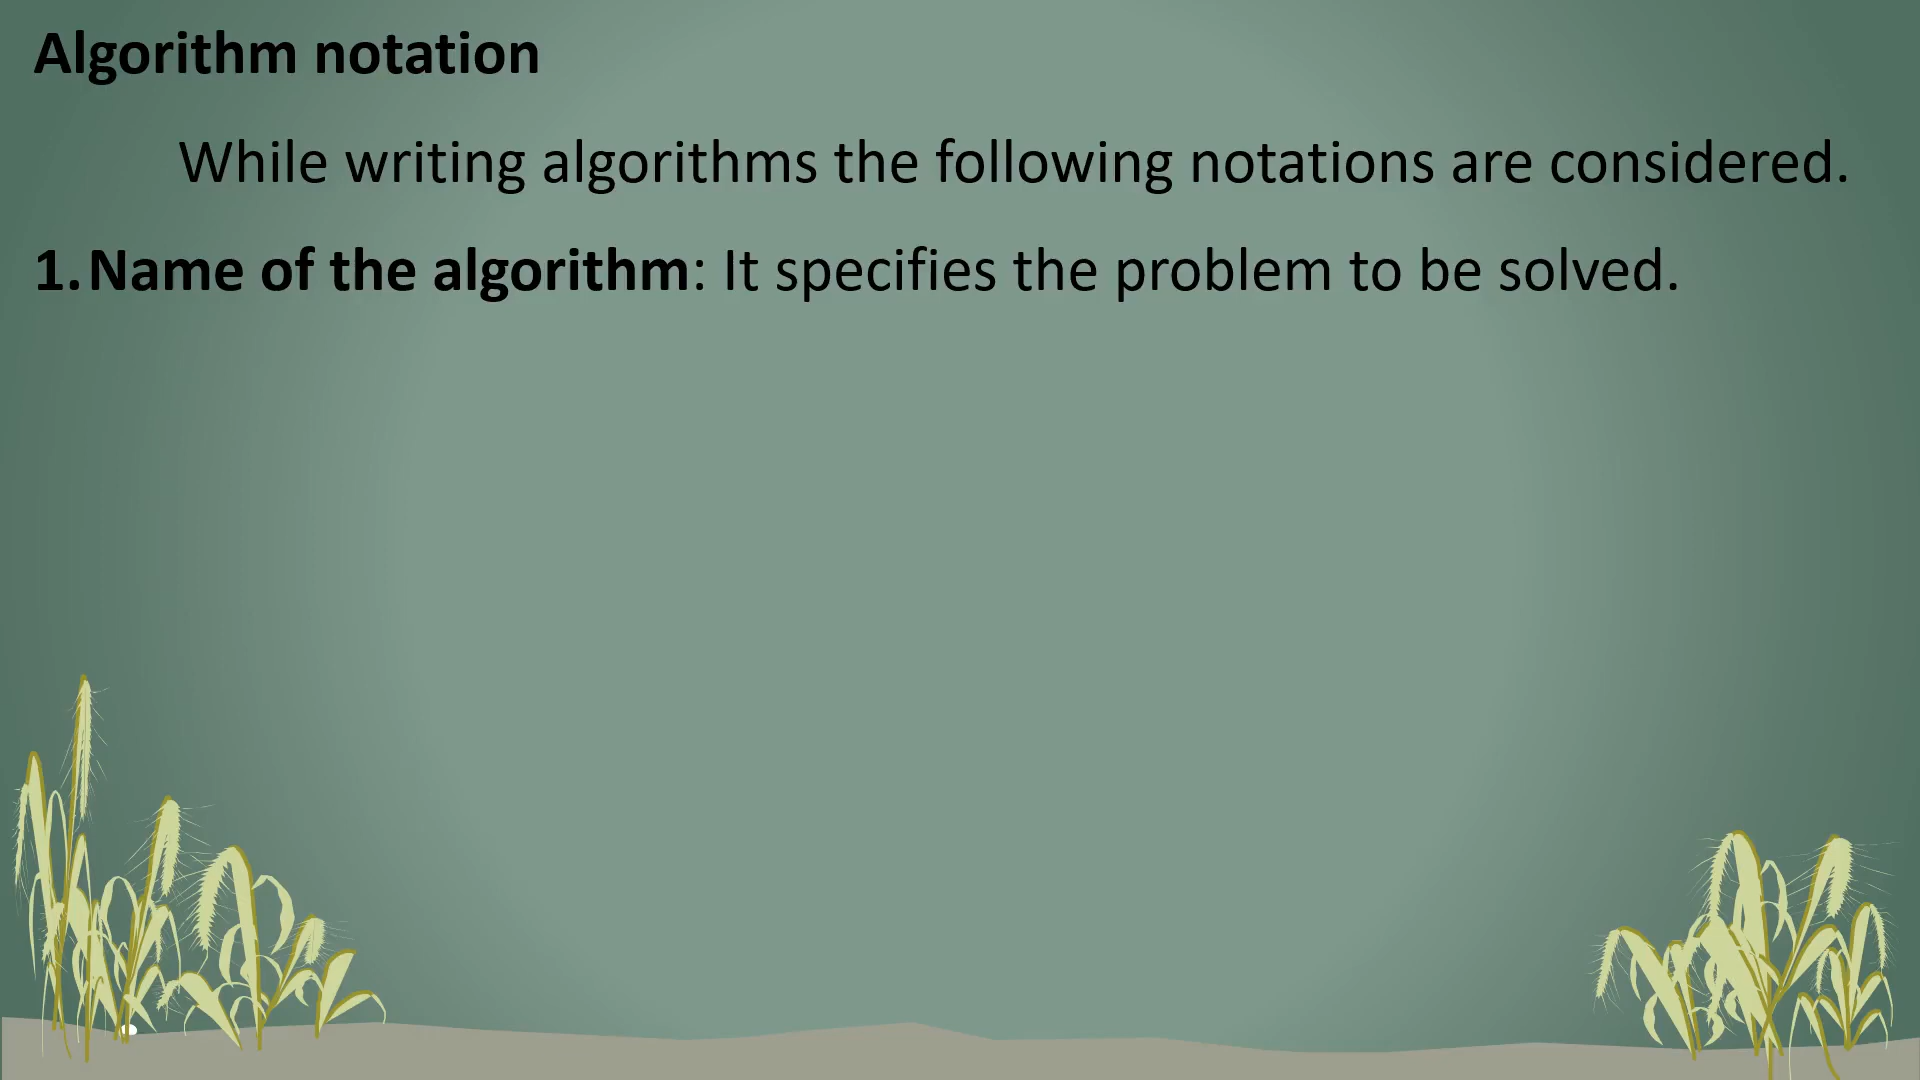 Algorithm notation
While writing algorithms the following notations are considered.
1. Name of the algorithm: It specifies the problem to be solved.